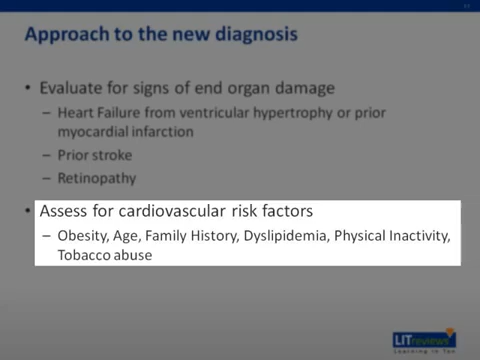 Approach to the new diagnosis
• Evaluate for signs of end organ damage
– Heart Failure from ventricular hypertrophy or prior
myocardial infarction
– Prior stroke
– Retinopathy
• Assess for cardiovascular risk factors
– Obesity, Age, Family History, Dyslipidemia, Physical Inactivity,
Tobacco abuse
LITreviews
Learning in Ten